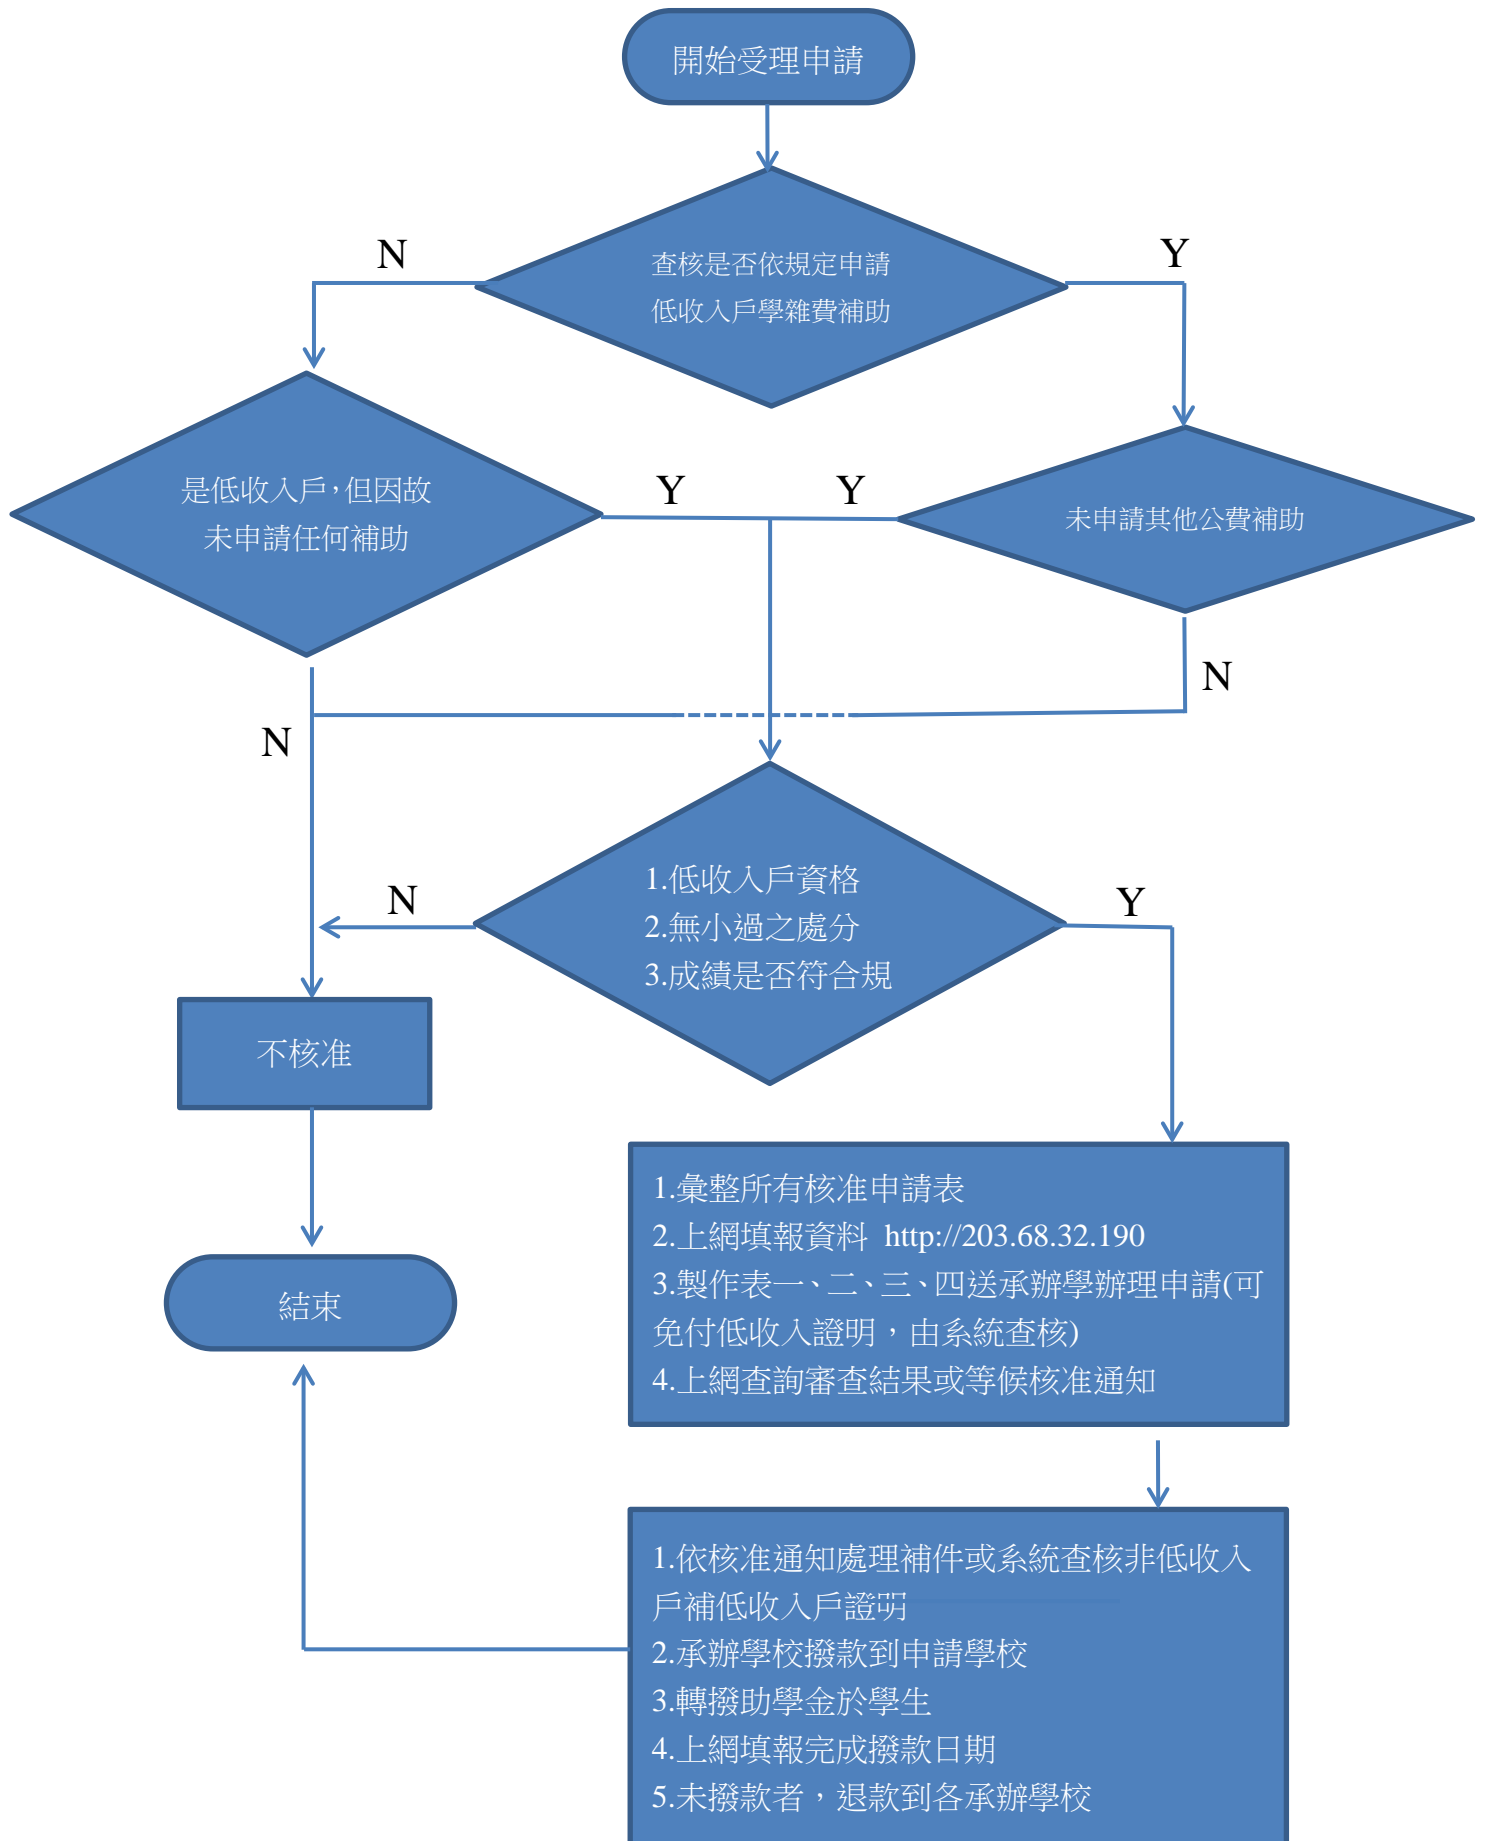 開始受理申請
N
Y
查核是否依規定申請
低收入戶學雜費補助
是低收入戶，但因故
未申請任何補助
Y
Y
未申請其他公費補助
N
N
1.低收入戶資格
2.無小過之處分
3.成績是否符合規
N
Y
不核准
1.彙整所有核准申請表
2.上網填報資料 http://203.68.32.190
3.製作表一、二、三、四送承辦學辦理申請(可
免付低收入證明，由系統查核)
4.上網查詢審查結果或等候核准通知
結束
1.依核准通知處理補件或系統查核非低收入
戶補低收入戶證明
2.承辦學校撥款到申請學校
3.轉撥助學金於學生
4.上網填報完成撥款日期
5.未撥款者，退款到各承辦學校